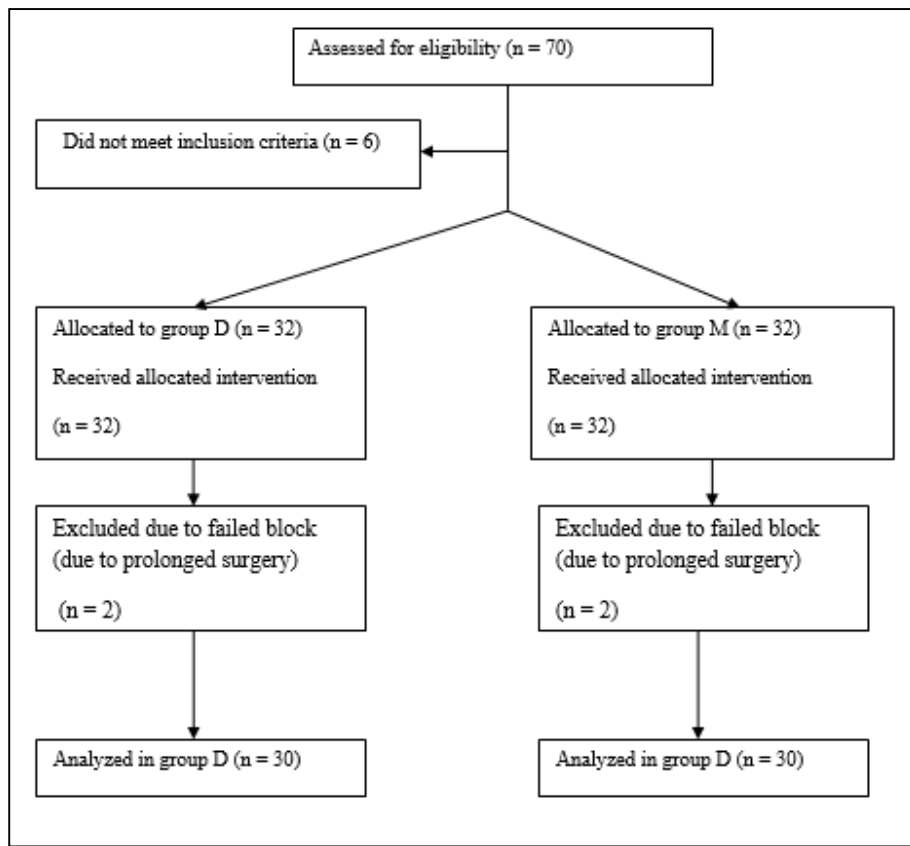 Assessed for eligibility (n = 70)
Did not meet inclusion criteria (n = 6)
Allocated to group D (n = 32)
Received allocated intervention
(n = 32)
Allocated to group M (n = 32)
Received allocated intervention
(n = 32)
Excluded due to failed block
(due to prolonged surgery)
(n = 2)
Excluded due to failed block
(due to prolonged surgery)
(n = 2)
Analyzed in group D (n = 30)
Analyzed in group D (n = 30)